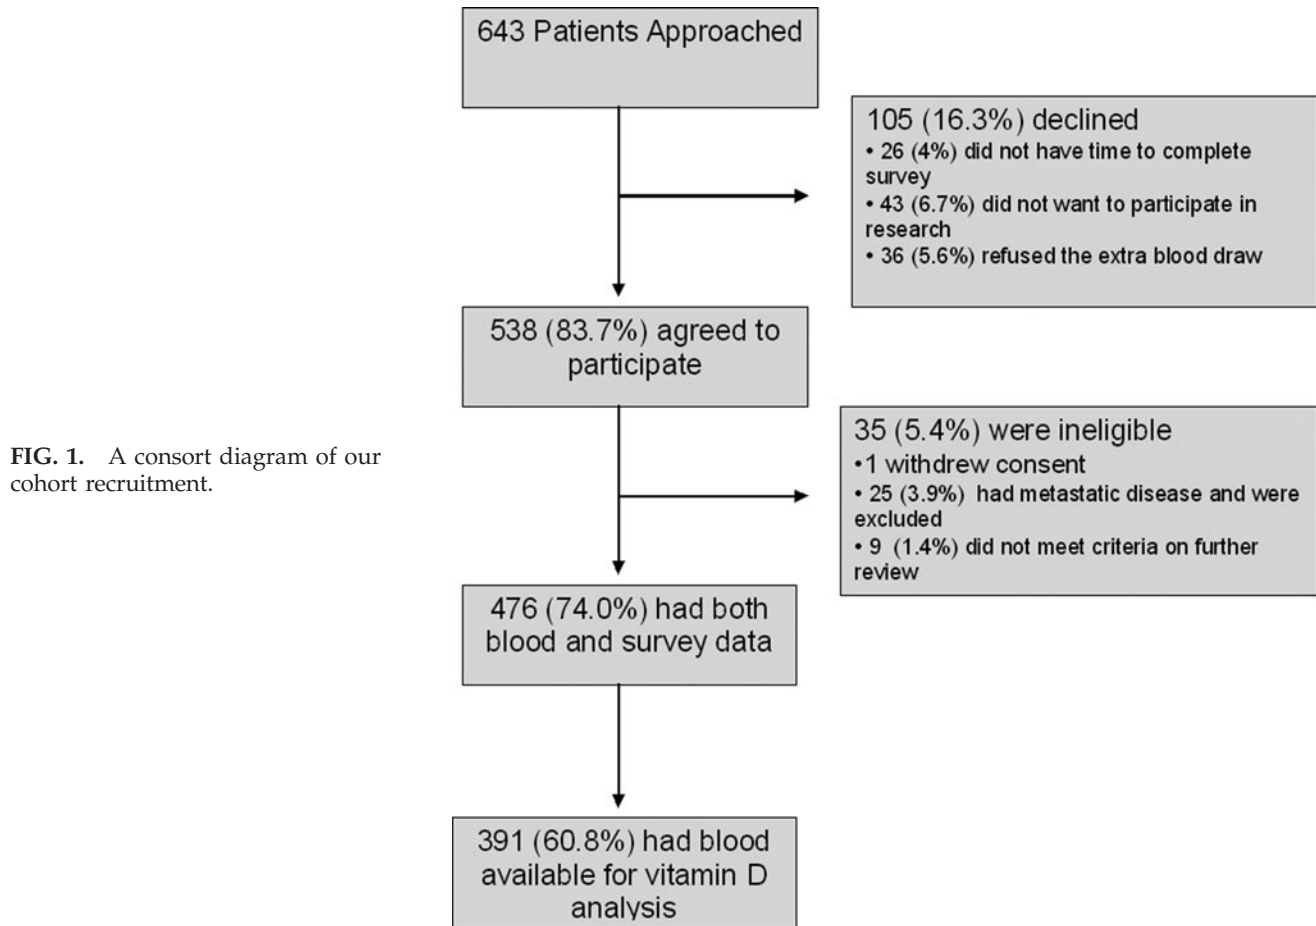 643 Patients Approached
105 (16.3%) declined
• 26 (4%) did not have time to complete
survey
• 43 (6.7%) did not want to participate in
research
• 36 (5.6%) refused the extra blood draw
538 (83.7%) agreed to
participate
35 (5.4%) were ineligible
•1 withdrew consent
• 25 (3.9%) had metastatic disease and were
excluded
• 9 (1.4%) did not meet criteria on further
review
FIG. 1. A consort diagram of our
cohort recruitment.
476 (74.0%) had both
blood and survey data
391 (60.8%) had blood
available for vitamin D
analysis